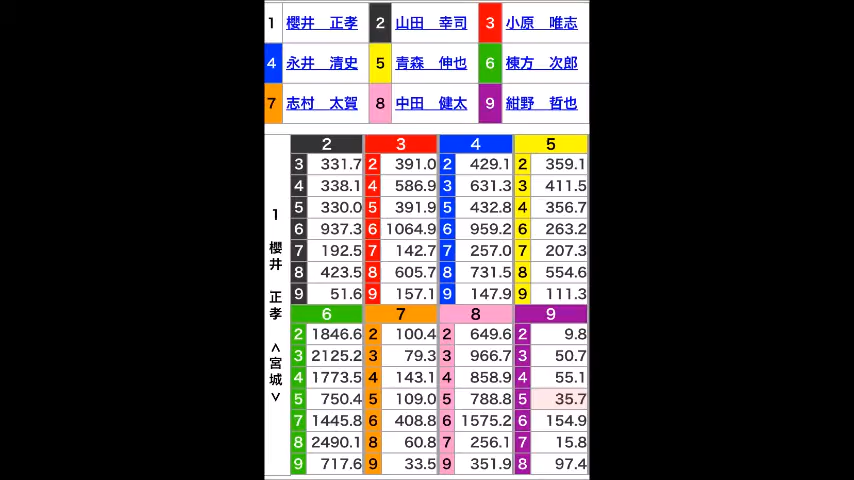 1 櫻井 正孝 2 山田 幸司 3 小原 唯志
4 永井 清史 5 青森 伸也 6 棟方 次郎
7 志村 太賀 8 中田 健太 9 紺野 哲也
1 櫻井 正孝 <宮城>
2 3 4 5
3 331.7 2 391.0 2 429.1 2 359.1
4 338.1 4 586.9 3 631.3 3 411.5
5 330.0 5 391.9 5 432.8 4 356.7
6 937.3 6 1064.9 6 959.2 6 263.2
7 192.5 7 142.7 7 257.0 7 207.3
8 423.5 8 605.7 8 731.5 8 554.6
9 51.6 9 157.1 9 147.9 9 111.3
6 7 8 9
2 1846.6 2 100.4 2 649.6 2 9.8
3 2125.2 3 79.3 3 966.7 3 50.7
4 1773.5 4 143.1 4 858.9 4 55.1
5 750.4 5 109.0 5 788.8 5 35.7
7 1445.8 6 408.8 6 1575.2 6 154.9
8 2490.1 8 60.8 7 256.1 7 15.8
9 717.6 9 33.5 9 351.9 8 97.4